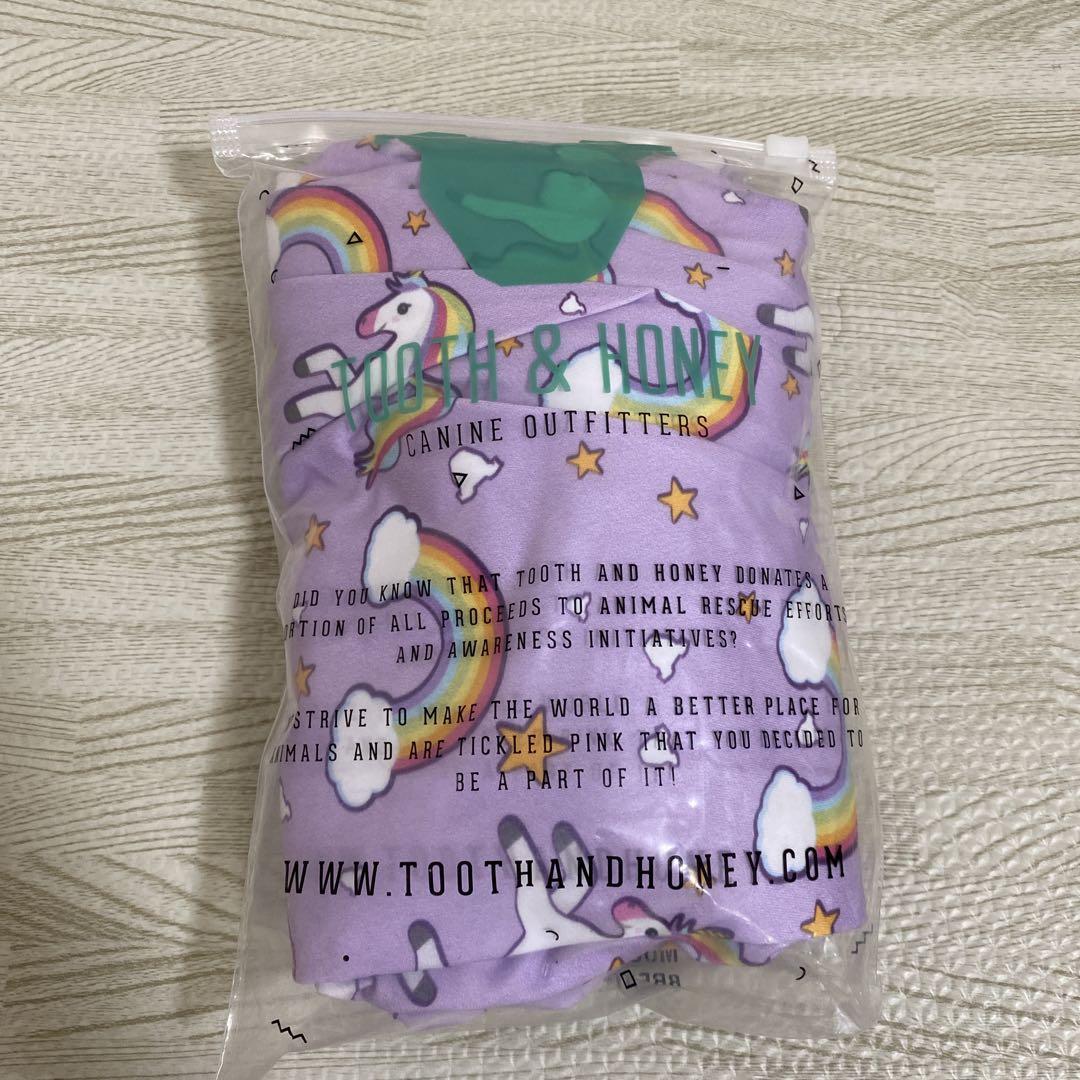 TOOTH & HONEY
CANINE OUTFITTERS
DID YOU KNOW THAT TOOTH AND HONEY DONATES A
PORTION OF ALL PROCEEDS TO ANIMAL RESCUE EFFORTS
AND AWARENESS INITIATIVES?
STRIVE TO MAKE THE WORLD A BETTER PLACE FOR
ANIMALS AND ARE TICKLED PINK THAT YOU DECIDED TO
BE A PART OF IT!
WWW.TOOTHANDHONEY.COM